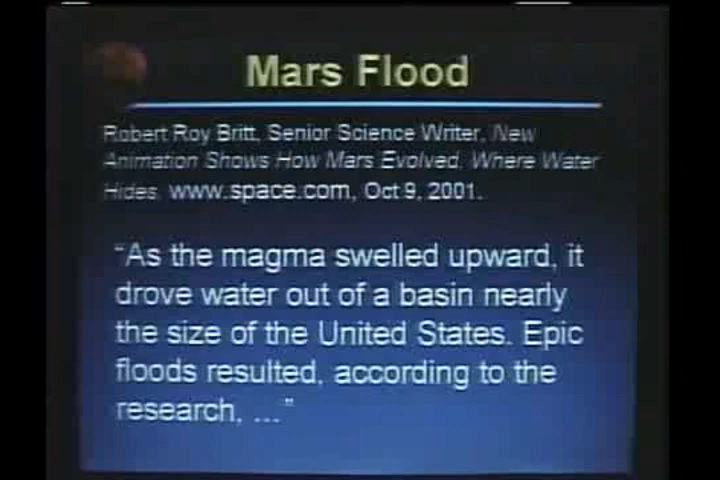 Mars Flood
Robert Roy Britt, Senior Science Writer, New
Animation Shows How Mars Evolved, Where Water
Hides, www.space.com, Oct 9, 2001.
“As the magma swelled upward, it
drove water out of a basin nearly
the size of the United States. Epic
floods resulted, according to the
research, ...”